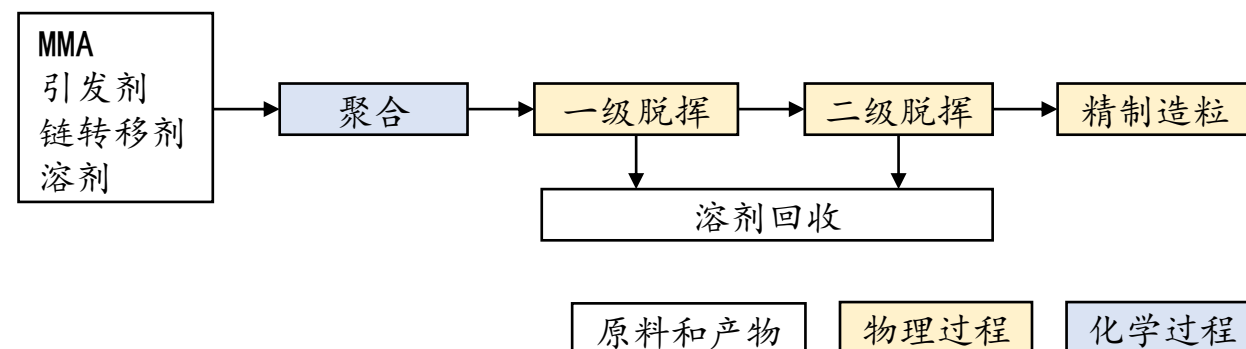 MMA
引发剂
链转移剂
溶剂
聚合
一级脱挥
二级脱挥
精制造粒
溶剂回收
原料和产物
物理过程
化学过程